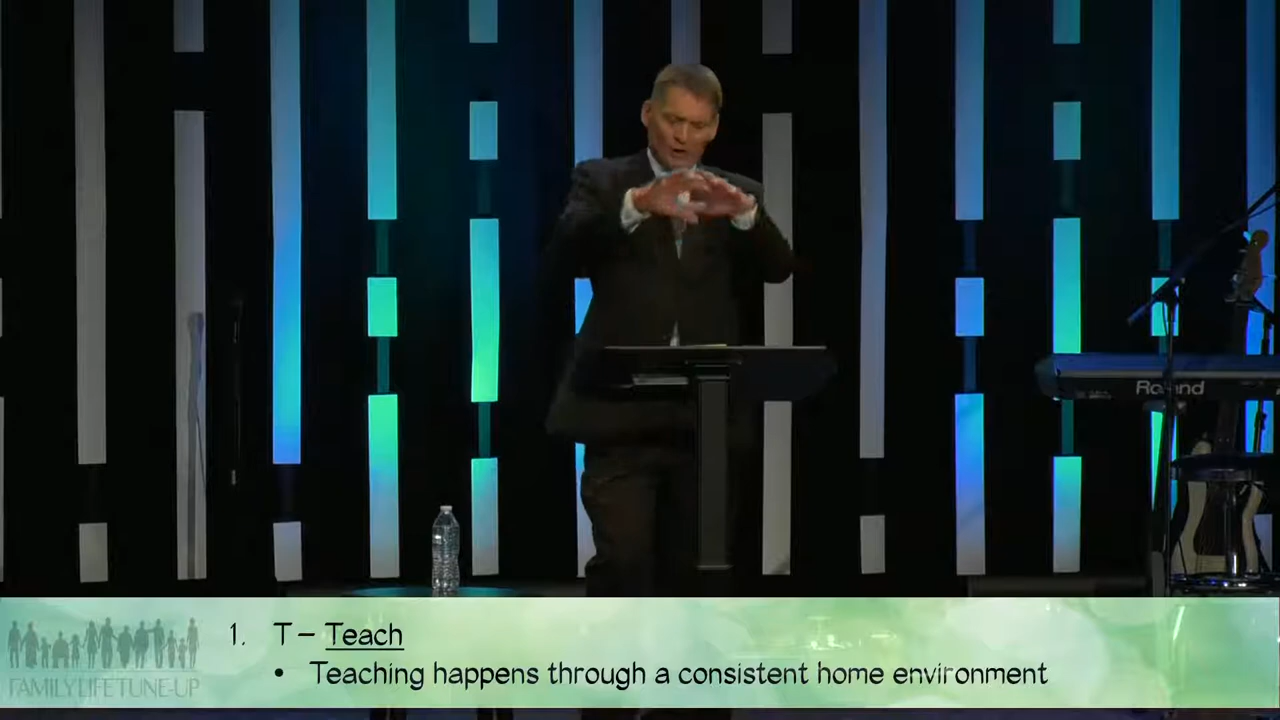 Roland
1. T – Teach
• Teaching happens through a consistent home environment
FAMILY LIFE TUNE-UP